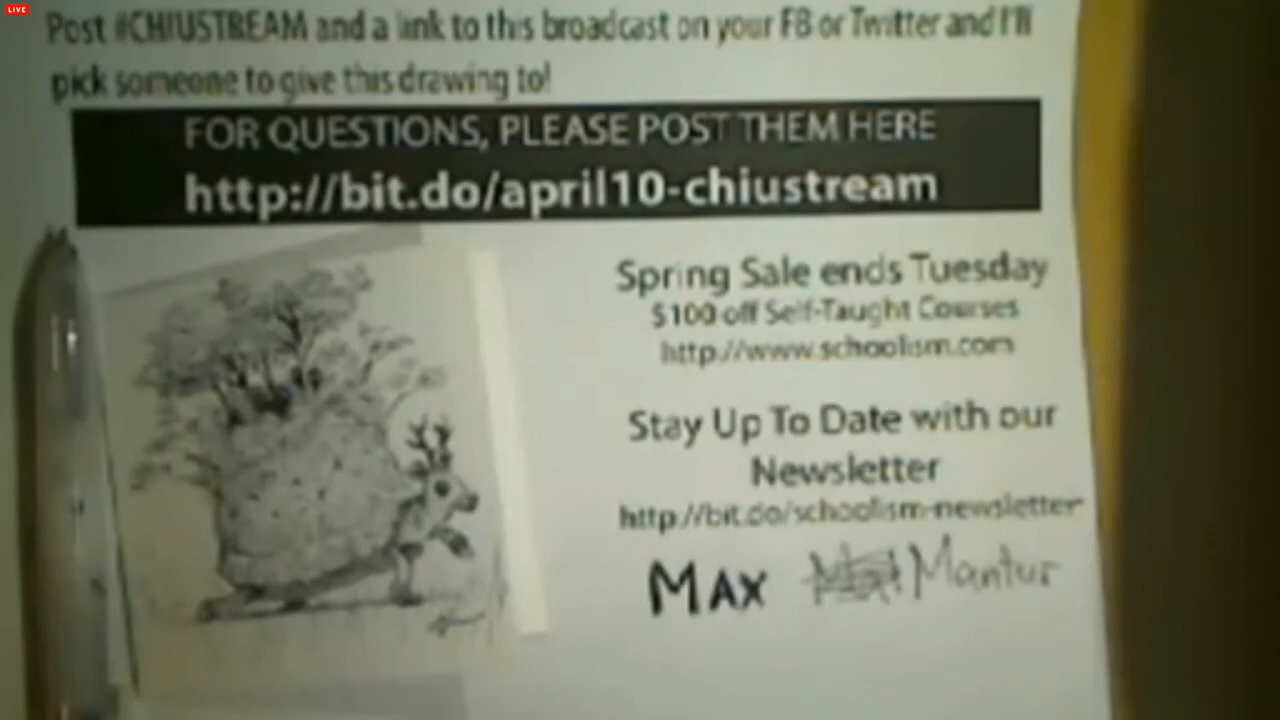 LIVE
Post #CHIUSTREAM and a link to this broadcast on your FB or Twitter and I'll
pick someone to give this drawing to!
FOR QUESTIONS, PLEASE POST THEM HERE
http://bit.do/april10-chiustream
Spring Sale ends Tuesday
$100 off Self-Taught Courses
http://www.schoolism.com
Stay Up To Date with our
Newsletter
http://bit.do/schoolism-newsletter
MAX Mantur